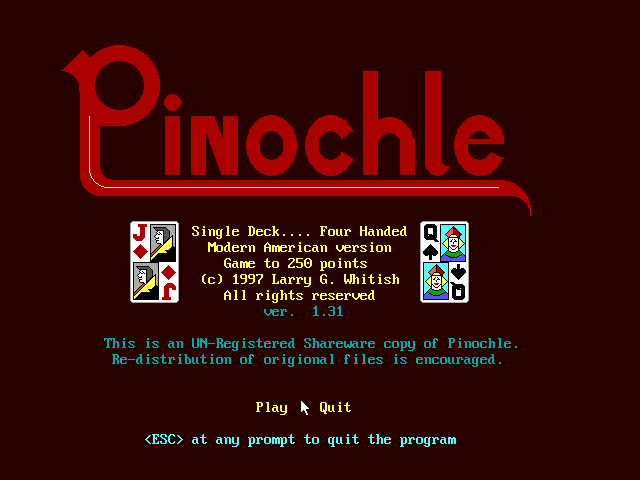 Pinochle
J
Q
Single Deck.... Four Handed
Modern American version
Game to 250 points
(c) 1997 Larry G. Whitish
All rights reserved
J
Q
ver. 1.31
This is an UN-Registered Shareware copy of Pinochle.
Re-distribution of origional files is encouraged.
Play Quit
<ESC> at any prompt to quit the program